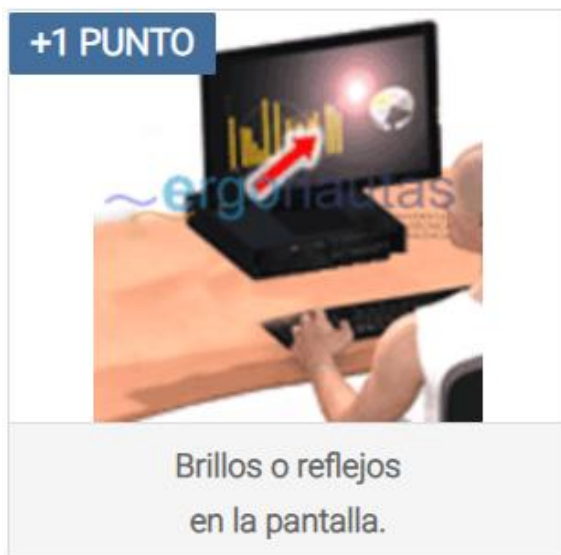 +1 PUNTO
ergonautas
Brillos o reflejos
en la pantalla.